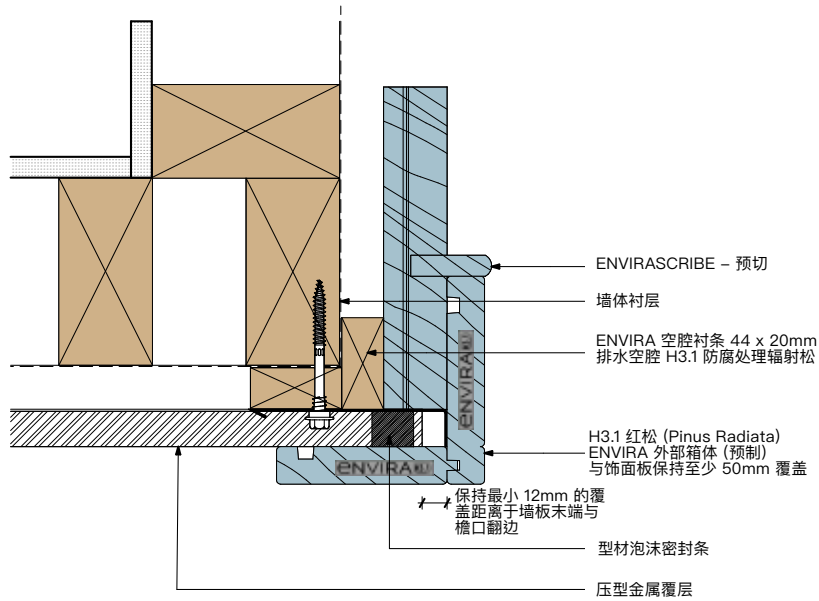 ENVIRASCRIBE – 预切
墙体衬层
ENVIRA 空腔衬条 44 x 20mm
排水空腔 H3.1 防腐处理辐射松
ENVIRA
H3.1 红松 (Pinus Radiata)
ENVIRA 外部箱体 (预制)
与饰面板保持至少 50mm 覆盖
ENVIRA
保持最小 12mm 的覆
盖距离于墙板末端与
檐口翻边
型材泡沫密封条
压型金属覆层